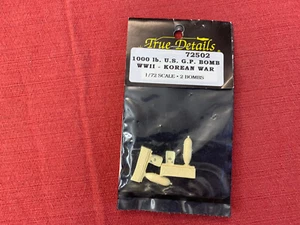 True Details
72502
1000 lb. U.S. G.P. BOMB
WWII - KOREAN WAR
1/72 SCALE • 2 BOMBS